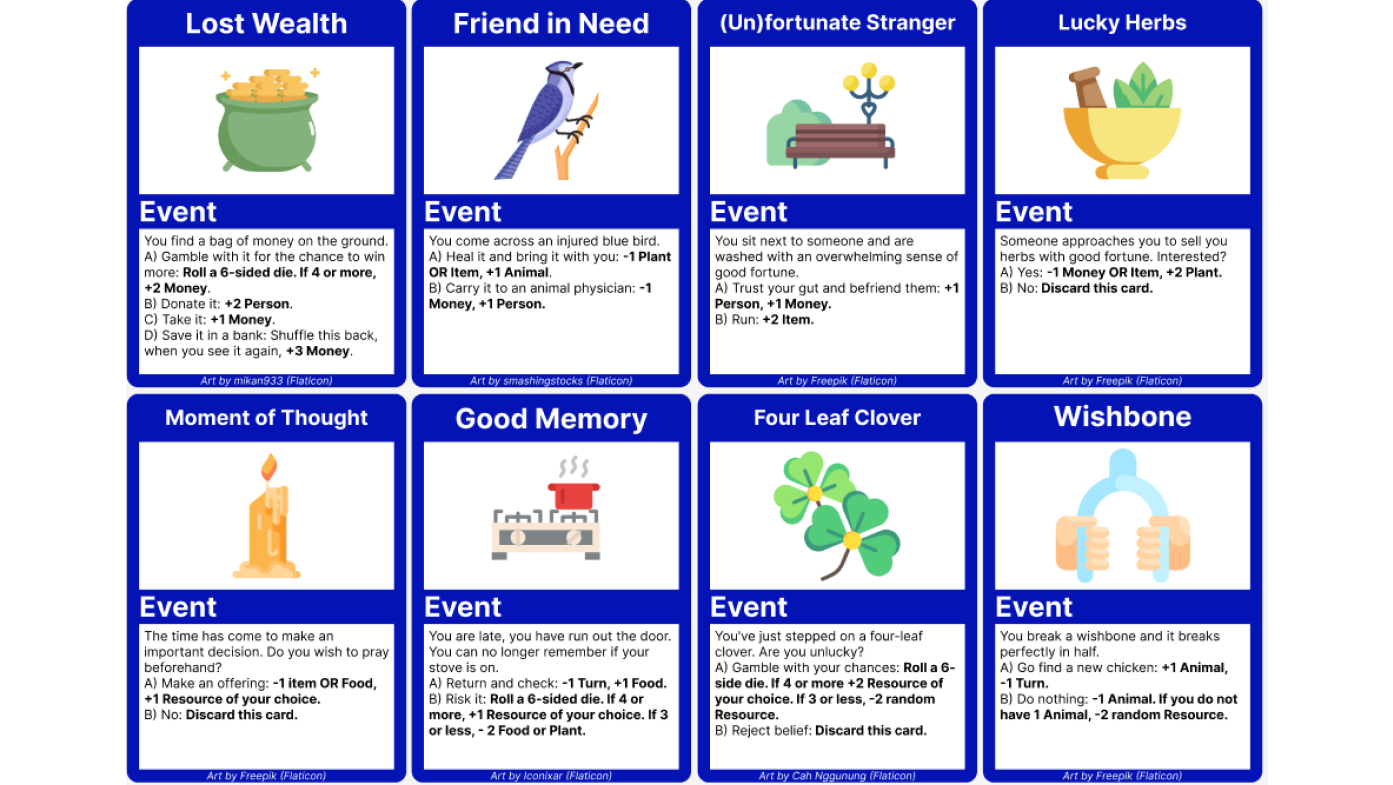 Lost Wealth
Event
You find a bag of money on the ground.
A) Gamble with it for the chance to win
more: Roll a 6-sided die. If 4 or more,
+2 Money.
B) Donate it: +2 Person.
C) Take it: +1 Money.
D) Save it in a bank: Shuffle this back,
when you see it again, +3 Money.
Art by mikan933 (Flaticon)
Friend in Need
Event
You come across an injured blue bird.
A) Heal it and bring it with you: -1 Plant
OR Item, +1 Animal.
B) Carry it to an animal physician: -1
Money, +1 Person.
Art by smashingstocks (Flaticon)
(Un)fortunate Stranger
Event
You sit next to someone and are
washed with an overwhelming sense of
good fortune.
A) Trust your gut and befriend them: +1
Person, +1 Money.
B) Run: +2 Item.
Art by Freepik (Flaticon)
Lucky Herbs
Event
Someone approaches you to sell you
herbs with good fortune. Interested?
A) Yes: -1 Money OR Item, +2 Plant.
B) No: Discard this card.
Art by Freepik (Flaticon)
Moment of Thought
Event
The time has come to make an
important decision. Do you wish to pray
beforehand?
A) Make an offering: -1 item OR Food,
+1 Resource of your choice.
B) No: Discard this card.
Art by Freepik (Flaticon)
Good Memory
Event
You are late, you have run out the door.
You can no longer remember if your
stove is on.
A) Return and check: -1 Turn, +1 Food.
B) Risk it: Roll a 6-sided die. If 4 or
more, +1 Resource of your choice. If 3
or less, - 2 Food or Plant.
Art by Iconixar (Flaticon)
Four Leaf Clover
Event
You've just stepped on a four-leaf
clover. Are you unlucky?
A) Gamble with your chances: Roll a 6-
side die. If 4 or more +2 Resource of
your choice. If 3 or less, -2 random
Resource.
B) Reject belief: Discard this card.
Art by Cah Nggunung (Flaticon)
Wishbone
Event
You break a wishbone and it breaks
perfectly in half.
A) Go find a new chicken: +1 Animal,
-1 Turn.
B) Do nothing: -1 Animal. If you do not
have 1 Animal, -2 random Resource.
Art by Freepik (Flaticon)